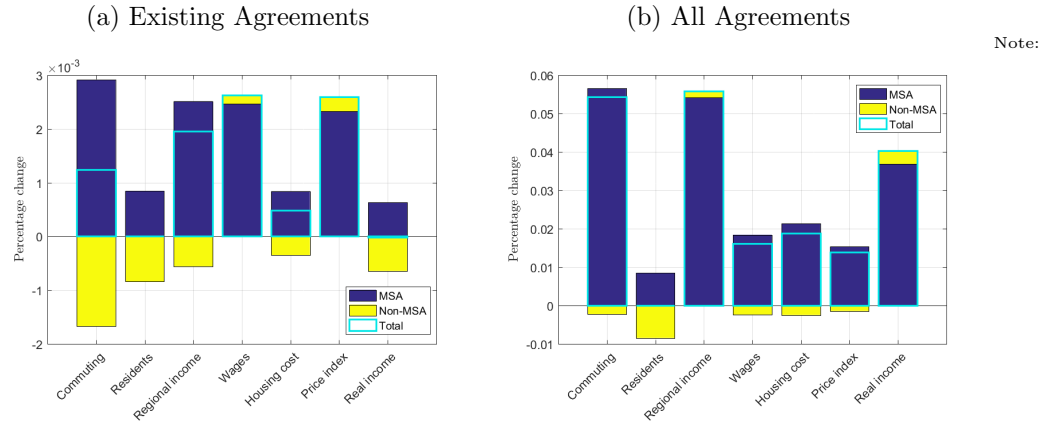 (a) Existing Agreements
(b) All Agreements
Note:
×10⁻³
3
2
1
0
-1
-2
Percentage change
MSA
Non-MSA
Total
Commuting
Residents
Regional income
Wages
Housing cost
Price index
Real income
0.06
0.05
0.04
0.03
0.02
0.01
0
-0.01
Percentage change
MSA
Non-MSA
Total
Commuting
Residents
Regional income
Wages
Housing cost
Price index
Real income